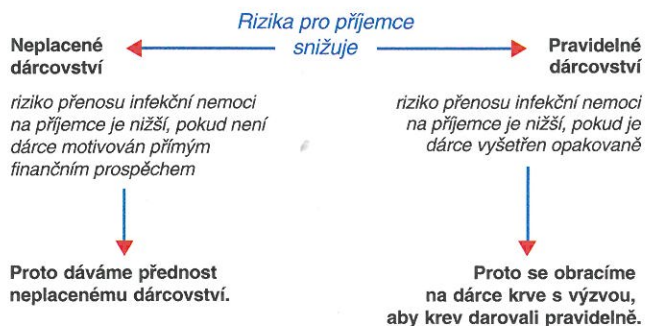 Rizika pro příjemce
snižuje
Neplacené
dárcovství
riziko přenosu infekční nemoci
na příjemce je nižší, pokud není
dárce motivován přímým
finančním prospěchem
Proto dáváme přednost
neplacenému dárcovství.
Pravidelné
dárcovství
riziko přenosu infekční nemoci
na příjemce je nižší, pokud je
dárce vyšetřen opakovaně
Proto se obracíme
na dárce krve s výzvou,
aby krev darovali pravidelně.